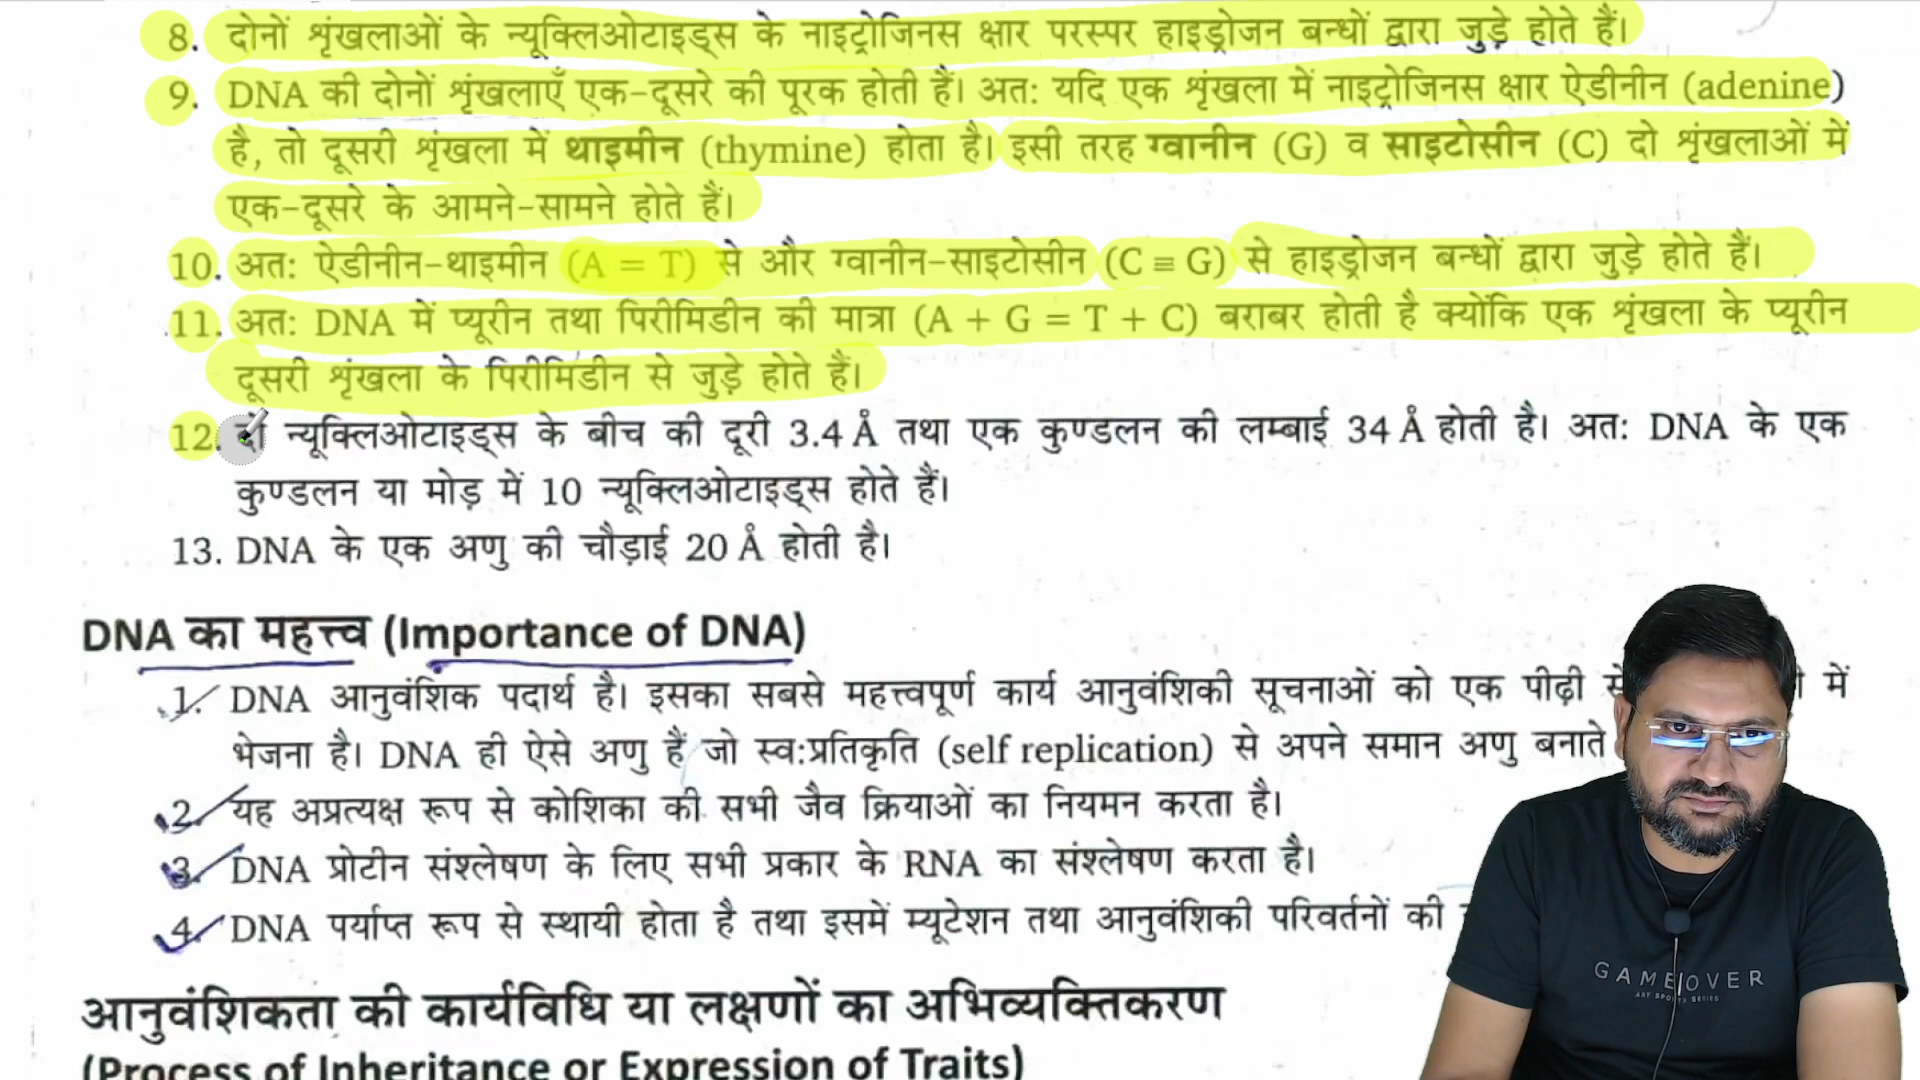 8. दोनों शृंखलाओं के न्यूक्लिओटाइड्स के नाइट्रोजिनस क्षार परस्पर हाइड्रोजन बन्धों द्वारा जुड़े होते हैं।
9. DNA की दोनों शृंखलाएँ एक-दूसरे की पूरक होती हैं। अत: यदि एक शृंखला में नाइट्रोजिनस क्षार ऐडीनीन (adenine)
है, तो दूसरी शृंखला में थाइमीन (thymine) होता है। इसी तरह ग्वानीन (G) व साइटोसीन (C) दो शृंखलाओं में
एक-दूसरे के आमने-सामने होते हैं।
10. अत: ऐडीनीन-थाइमीन (A = T) से और ग्वानीन-साइटोसीन (C ≡ G) से हाइड्रोजन बन्धों द्वारा जुड़े होते हैं।
11. अत: DNA में प्यूरीन तथा पिरीमिडीन की मात्रा (A + G = T + C) बराबर होती है क्योंकि एक शृंखला के प्यूरीन
दूसरी शृंखला के पिरीमिडीन से जुड़े होते हैं।
12. दो न्यूक्लिओटाइड्स के बीच की दूरी 3.4 Å तथा एक कुण्डलन की लम्बाई 34 Å होती है। अत: DNA के एक
कुण्डलन या मोड़ में 10 न्यूक्लिओटाइड्स होते हैं।
13. DNA के एक अणु की चौड़ाई 20 Å होती है।
DNA का महत्त्व (Importance of DNA)
1. DNA आनुवंशिक पदार्थ है। इसका सबसे महत्त्वपूर्ण कार्य आनुवंशिकी सूचनाओं को एक पीढ़ी से में
भेजना है। DNA ही ऐसे अणु हैं जो स्व:प्रतिकृति (self replication) से अपने समान अणु बनाते
2. यह अप्रत्यक्ष रूप से कोशिका की सभी जैव क्रियाओं का नियमन करता है।
3. DNA प्रोटीन संश्लेषण के लिए सभी प्रकार के RNA का संश्लेषण करता है।
4. DNA पर्याप्त रूप से स्थायी होता है तथा इसमें म्यूटेशन तथा आनुवंशिकी परिवर्तनों की
आनुवंशिकता की कार्यविधि या लक्षणों का अभिव्यक्तिकरण
(Process of Inheritance or Expression of Traits)
GAME OVER
ART SPORTS SERIES